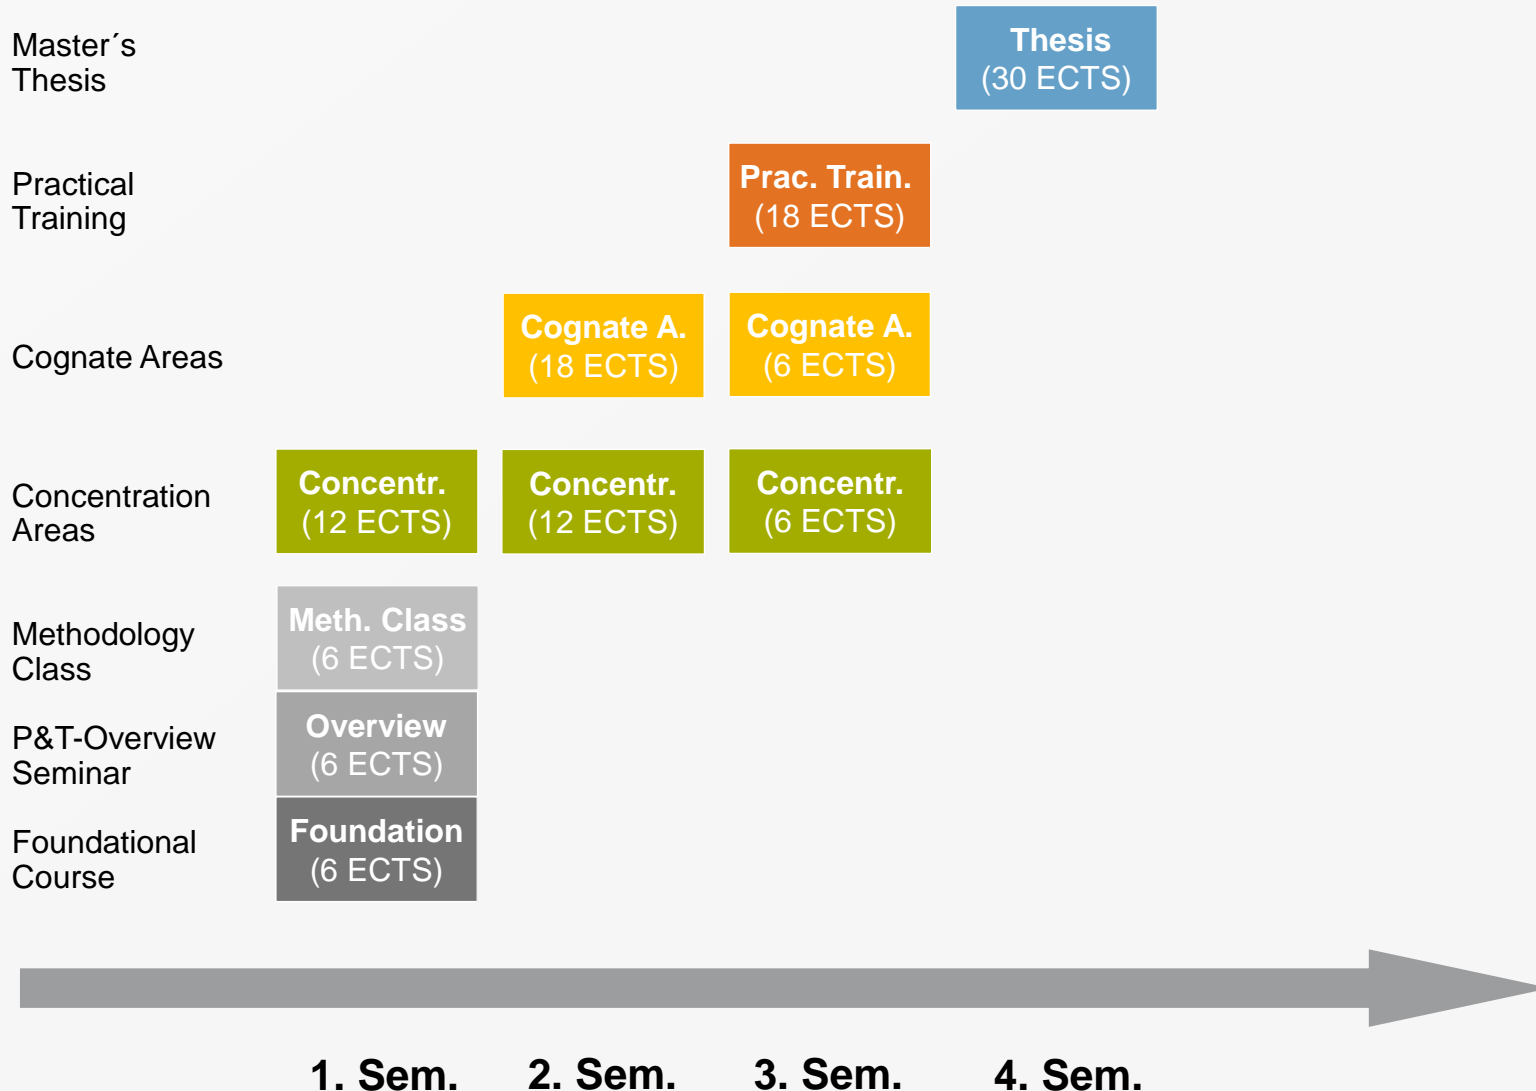 Master´s
Thesis
Thesis
(30 ECTS)
Practical
Training
Prac. Train.
(18 ECTS)
Cognate Areas
Cognate A.
(18 ECTS)
Cognate A.
(6 ECTS)
Concentration
Areas
Concentr.
(12 ECTS)
Concentr.
(12 ECTS)
Concentr.
(6 ECTS)
Methodology
Class
Meth. Class
(6 ECTS)
P&T-Overview
Seminar
Overview
(6 ECTS)
Foundational
Course
Foundation
(6 ECTS)
1. Sem.
2. Sem.
3. Sem.
4. Sem.